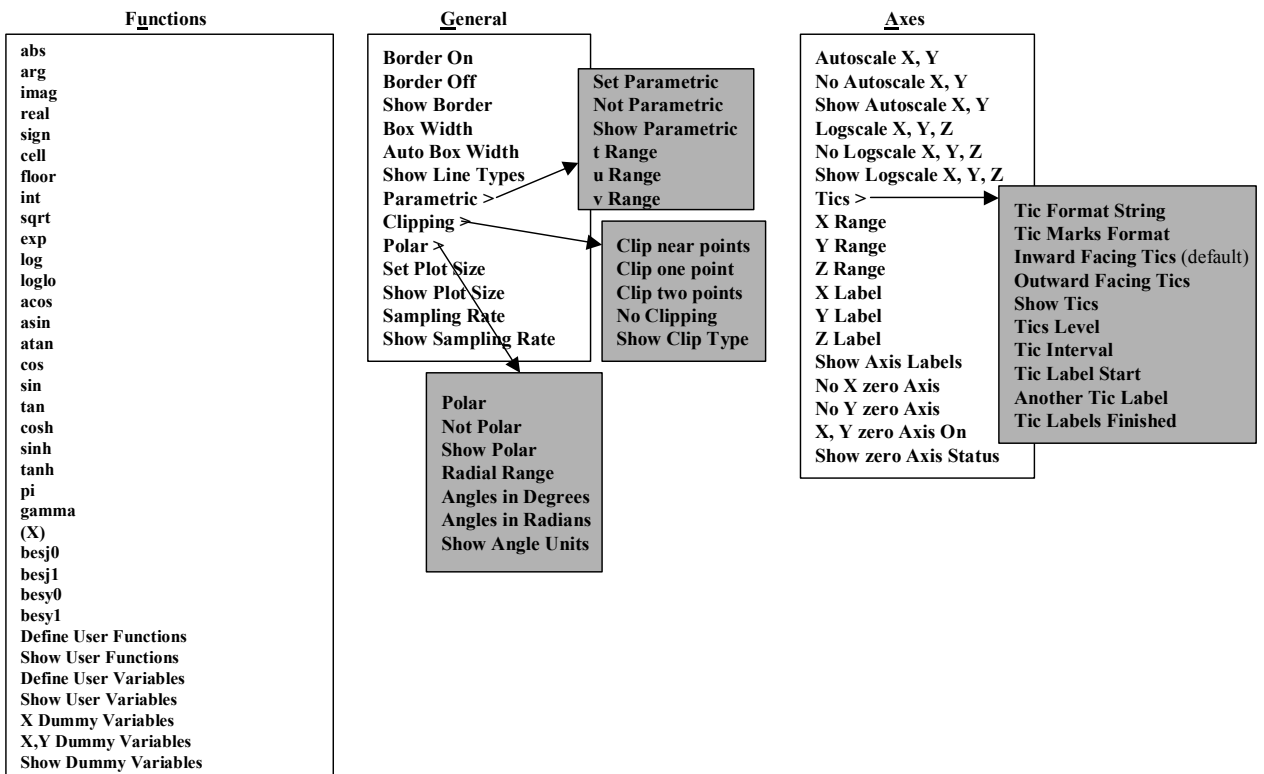 Functions
abs
arg
imag
real
sign
cell
floor
int
sqrt
exp
log
loglo
acos
asin
atan
cos
sin
tan
cosh
sinh
tanh
pi
gamma
(X)
besj0
besj1
besy0
besy1
Define User Functions
Show User Functions
Define User Variables
Show User Variables
X Dummy Variables
X,Y Dummy Variables
Show Dummy Variables
General
Border On
Border Off
Show Border
Box Width
Auto Box Width
Show Line Types
Parametric >
Clipping >
Polar >
Set Plot Size
Show Plot Size
Sampling Rate
Show Sampling Rate
Set Parametric
Not Parametric
Show Parametric
t Range
u Range
v Range
Clip near points
Clip one point
Clip two points
No Clipping
Show Clip Type
Polar
Not Polar
Show Polar
Radial Range
Angles in Degrees
Angles in Radians
Show Angle Units
Axes
Autoscale X, Y
No Autoscale X, Y
Show Autoscale X, Y
Logscale X, Y, Z
No Logscale X, Y, Z
Show Logscale X, Y, Z
Tics >
X Range
Y Range
Z Range
X Label
Y Label
Z Label
Show Axis Labels
No X zero Axis
No Y zero Axis
X, Y zero Axis On
Show zero Axis Status
Tic Format String
Tic Marks Format
Inward Facing Tics (default)
Outward Facing Tics
Show Tics
Tics Level
Tic Interval
Tic Label Start
Another Tic Label
Tic Labels Finished